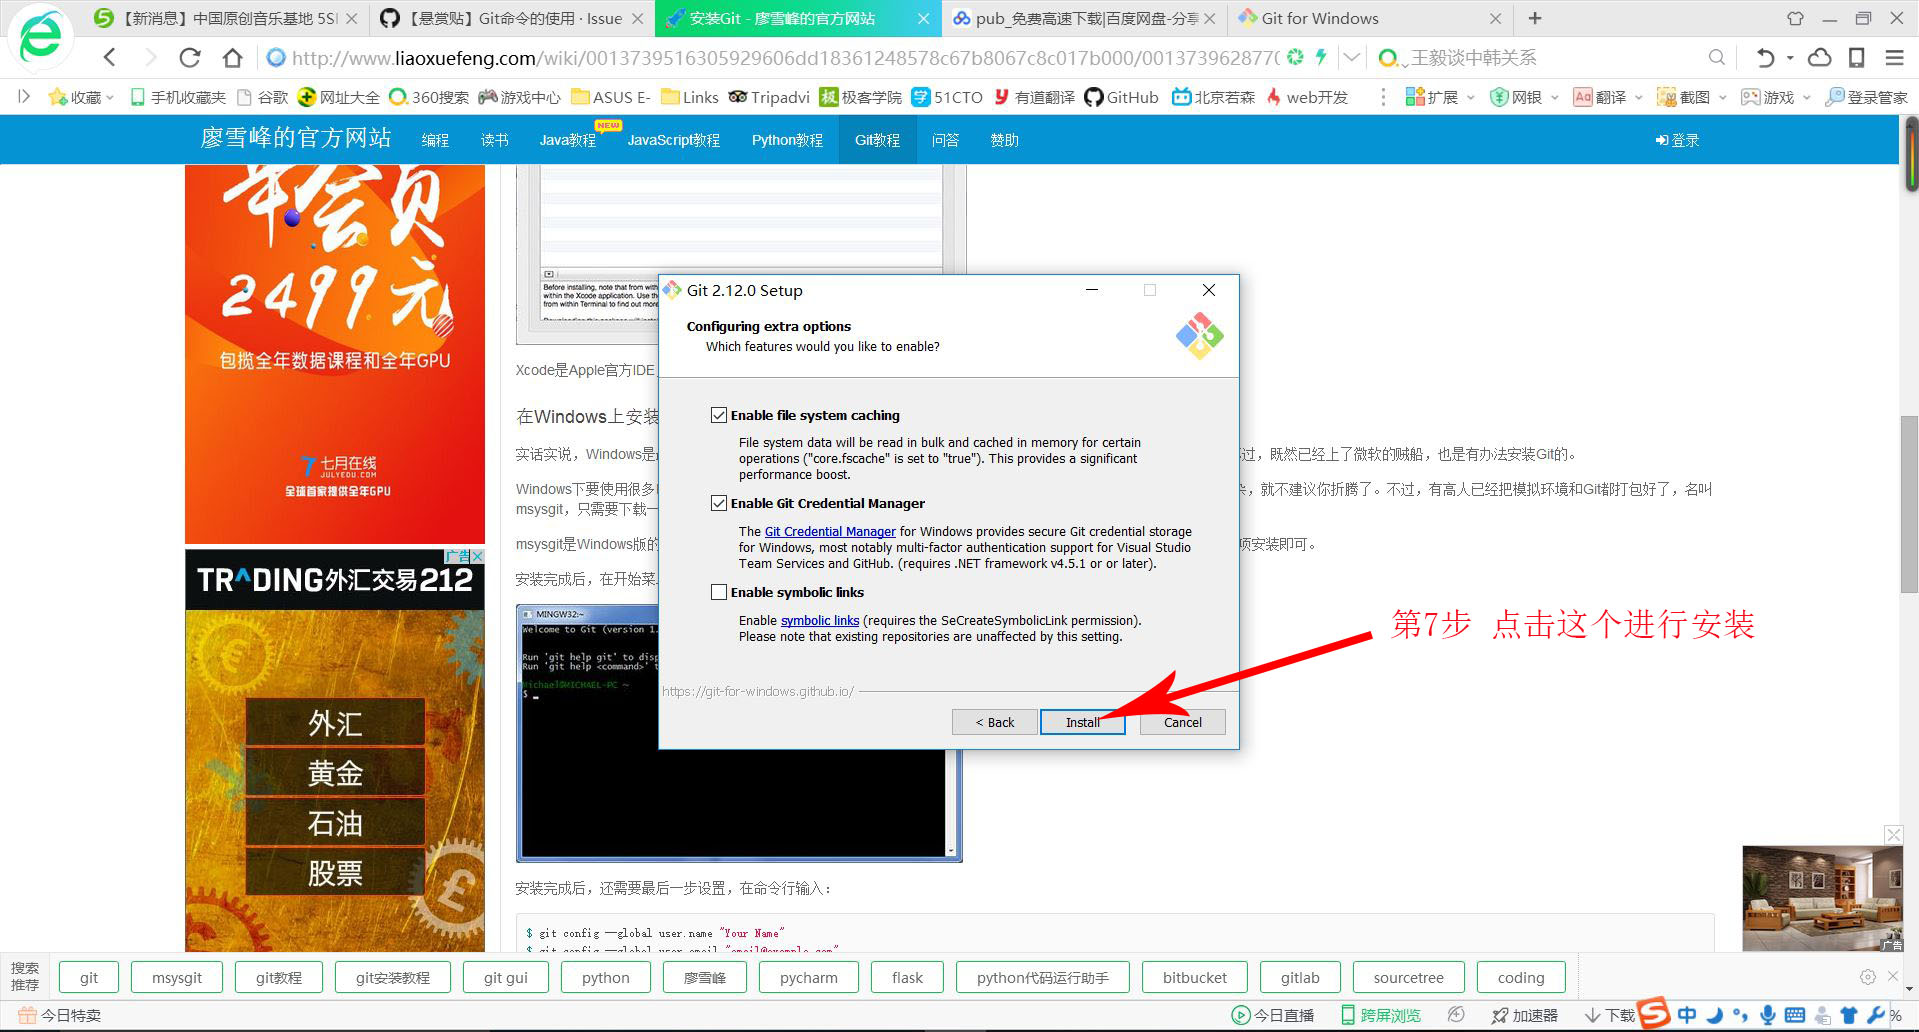 【新消息】中国原创音乐基地 5S
【悬赏贴】Git命令的使用 · Issue
安装Git - 廖雪峰的官方网站
pub_免费高速下载|百度网盘-分享
Git for Windows
http://www.liaoxuefeng.com/wiki/0013739516305929606dd18361248578c67b8067c8c017b000/001373962877
王毅谈中韩关系
收藏 手机收藏夹 谷歌 网址大全 360搜索 游戏中心 ASUS E- Links Tripadvi 极客学院 51CTO 有道翻译 GitHub 北京若森 web开发 扩展 网银 翻译 截图 游戏 登录管家
廖雪峰的官方网站 编程 读书 Java教程 NEW JavaScript教程 Python教程 Git教程 问答 赞助 登录
年会员
2499元
包揽全年数据课程和全年GPU
七月在线
JULYEDU.COM
全球首家提供全年GPU
广告
TRADING外汇交易212
外汇
黄金
石油
股票
Before installing, note that from with
within the Xcode application. Use the
from within Terminal to find out more
Xcode是Apple官方IDE
在Windows上安装
实话实说，Windows是
过，既然已经上了微软的贼船，也是有办法安装Git的。
Windows下要使用很多
，就不建议你折腾了。不过，有高人已经把模拟环境和Git都打包好了，名叫
msysgit，只需要下载一
msysgit是Windows版的
项安装即可。
安装完成后，在开始菜
MINGW32:~
Welcome to Git (version 1.
Run 'git help git' to disp
Run 'git help <command>'
Michael@MICHAEL-PC ~
$
Git 2.12.0 Setup
Configuring extra options
Which features would you like to enable?
Enable file system caching
File system data will be read in bulk and cached in memory for certain
operations ("core.fscache" is set to "true"). This provides a significant
performance boost.
Enable Git Credential Manager
The Git Credential Manager for Windows provides secure Git credential storage
for Windows, most notably multi-factor authentication support for Visual Studio
Team Services and GitHub. (requires .NET framework v4.5.1 or or later).
Enable symbolic links
Enable symbolic links (requires the SeCreateSymbolicLink permission).
Please note that existing repositories are unaffected by this setting.
https://git-for-windows.github.io/
< Back Install Cancel
第7步 点击这个进行安装
安装完成后，还需要最后一步设置，在命令行输入：
$ git config --global user.name "Your Name"
$ git config --global user.email "email@example.com"
广告
搜索
推荐
git msysgit git教程 git安装教程 git gui python 廖雪峰 pycharm flask python代码运行助手 bitbucket gitlab sourcetree coding
今日特卖 今日直播 跨屏浏览 加速器 下载 中 %